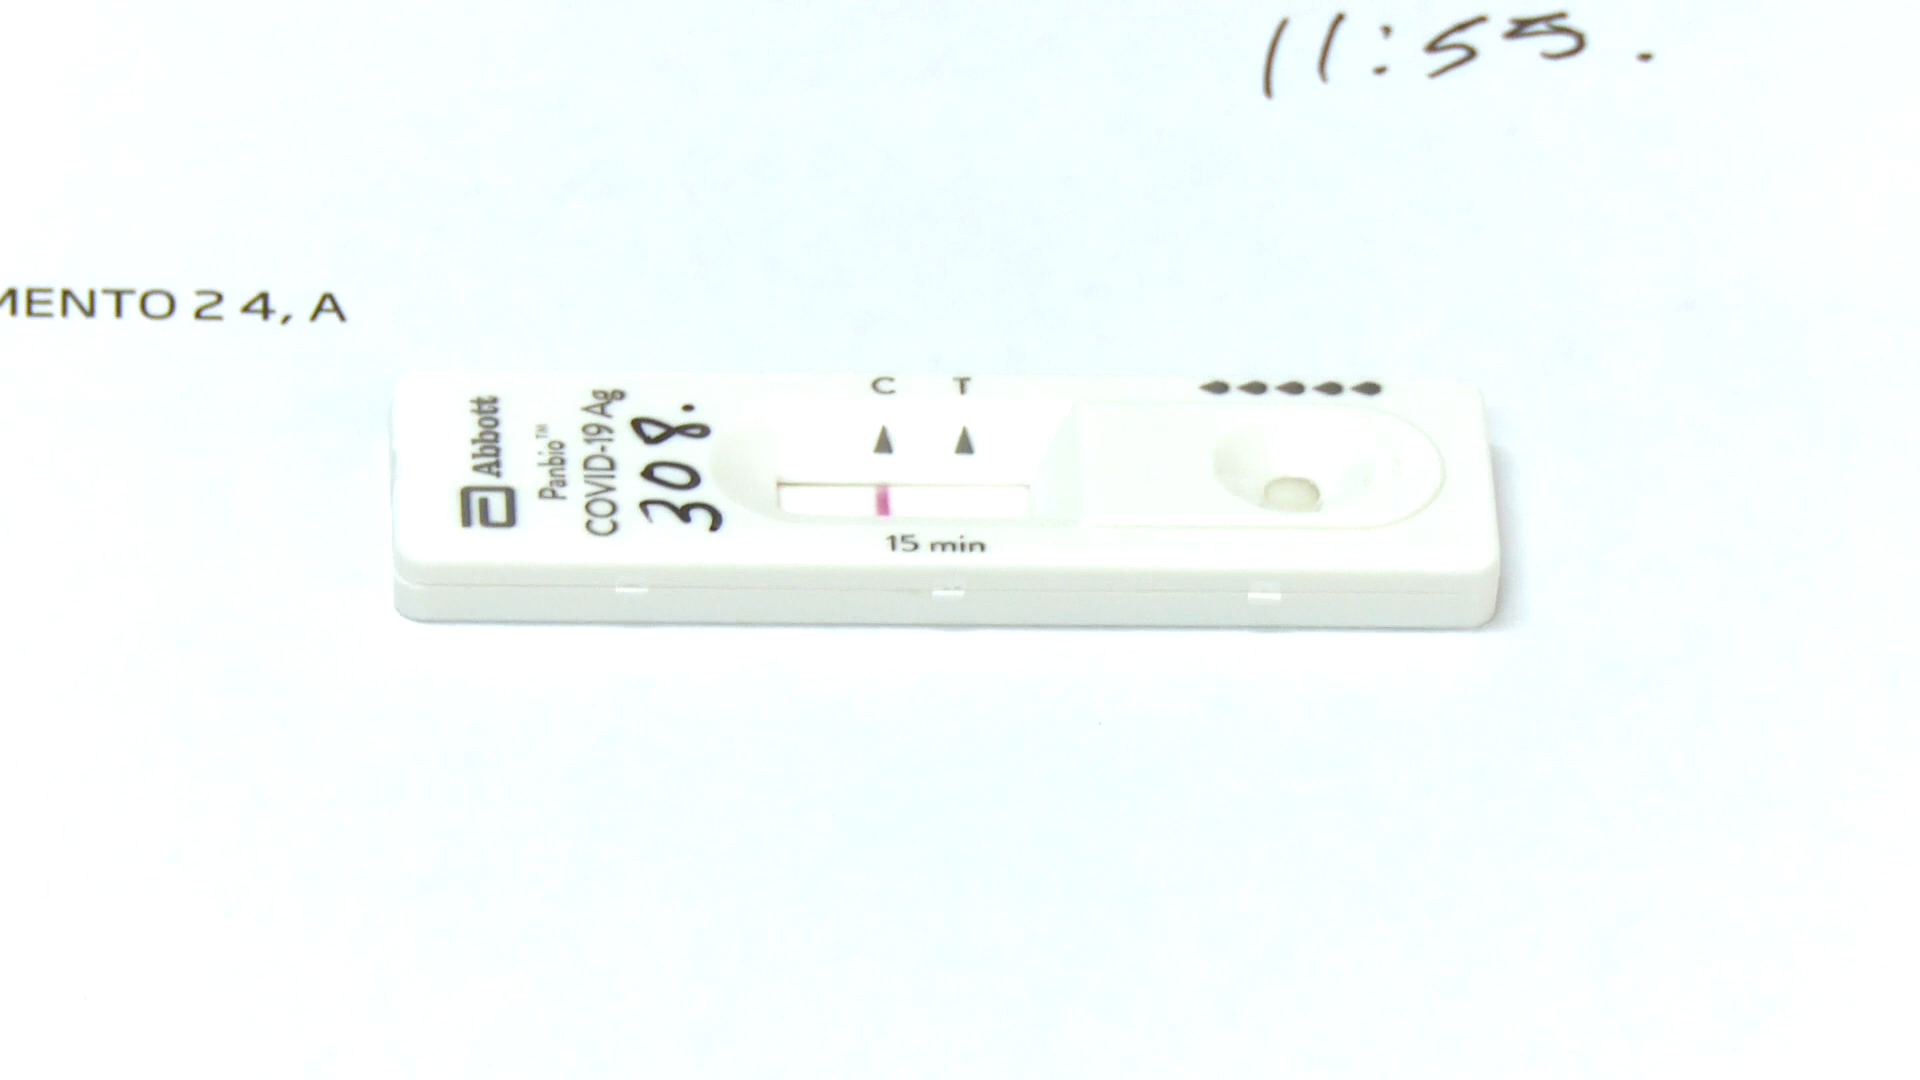 11:55.
MENTO 2 4, A
Abbott
Panbio™
COVID-19 Ag
308.
C T
15 min